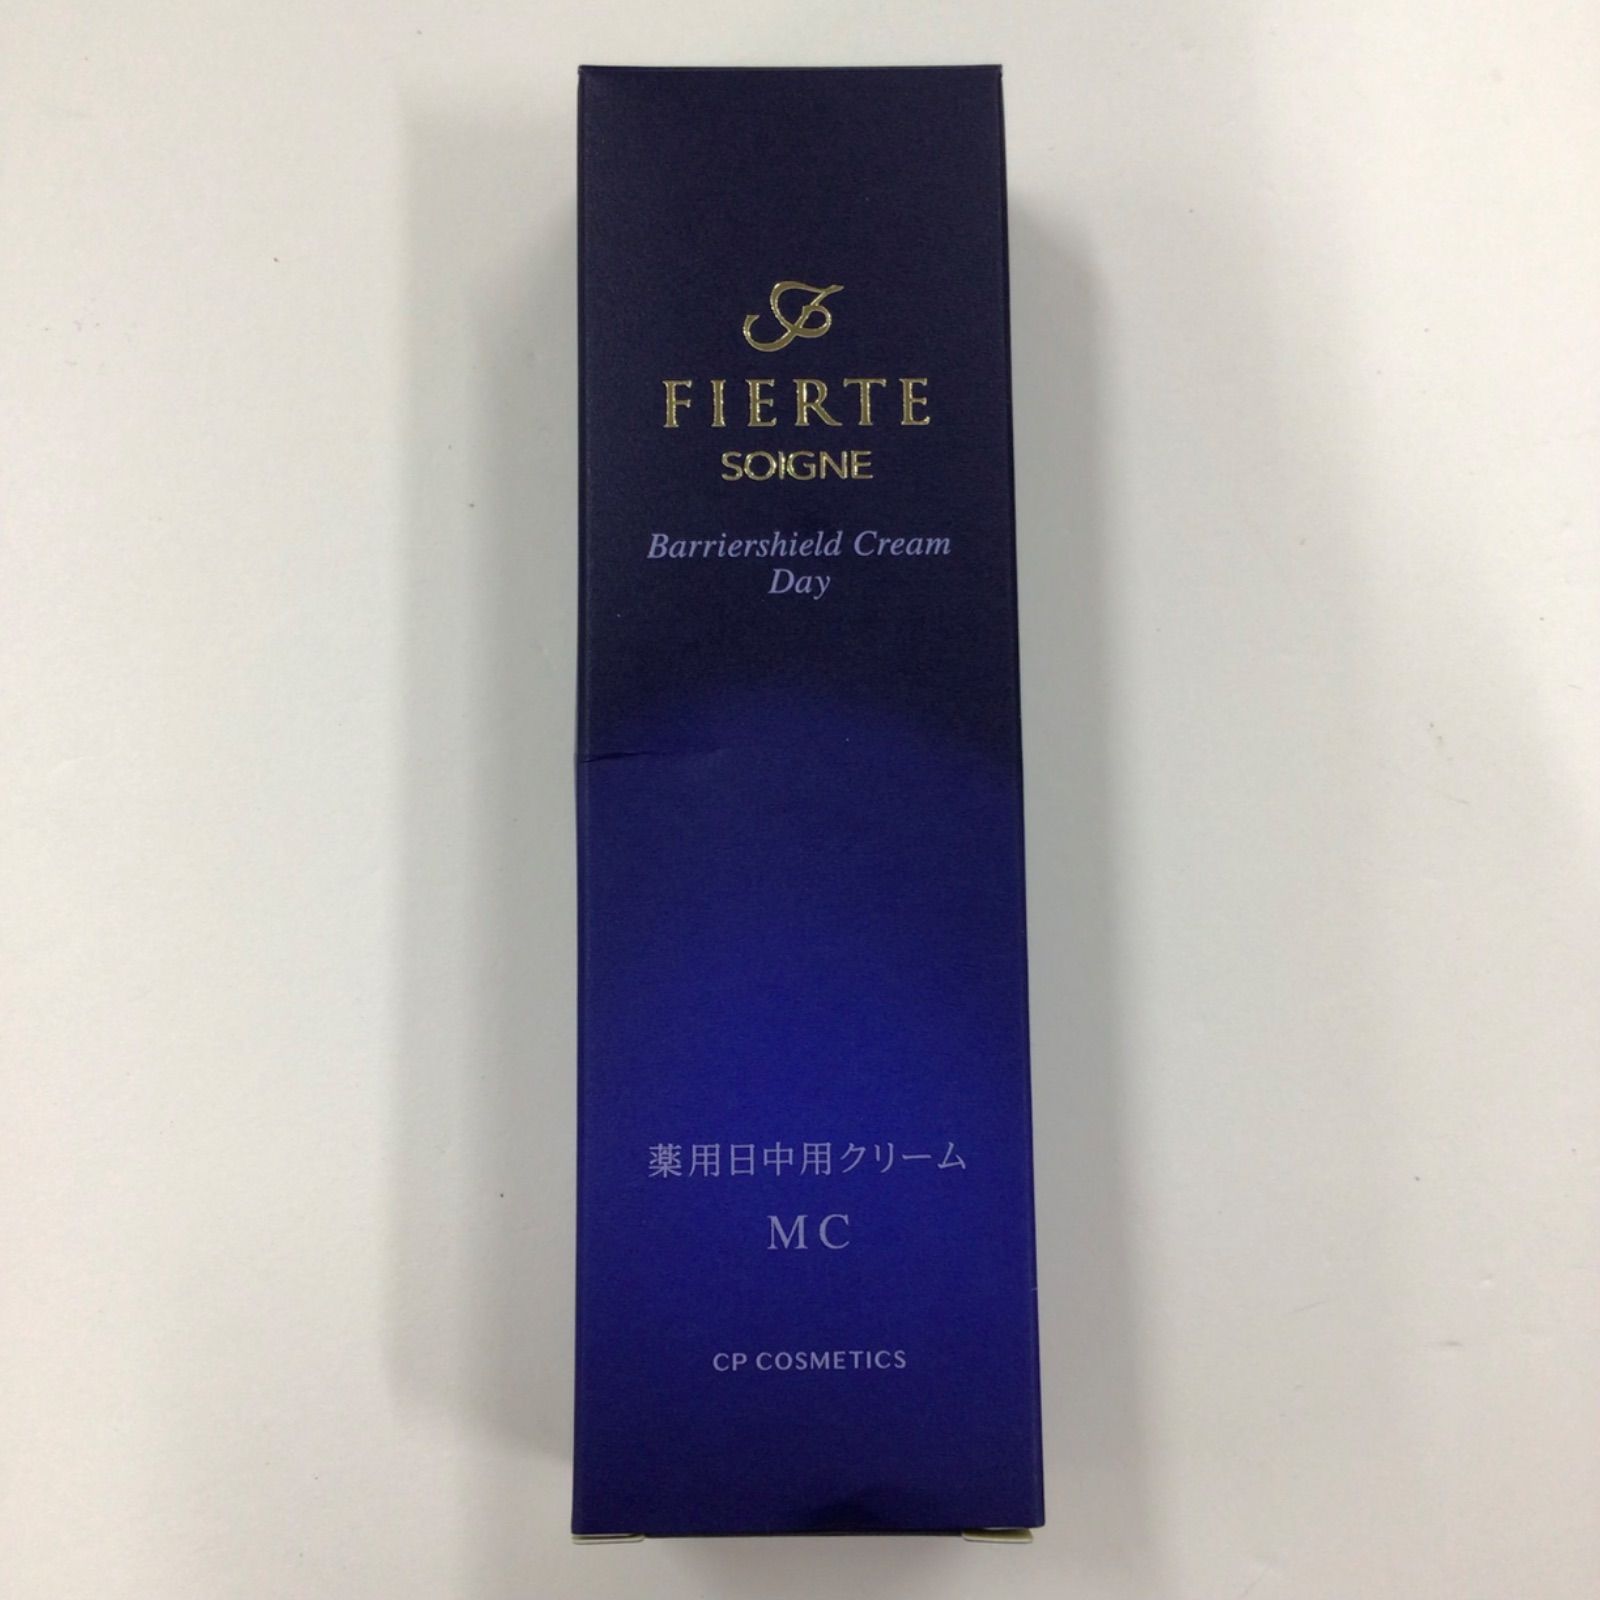 FIERTE
SOIGNE
Barriershield Cream
Day
薬用日中用クリーム
MC
CP COSMETICS